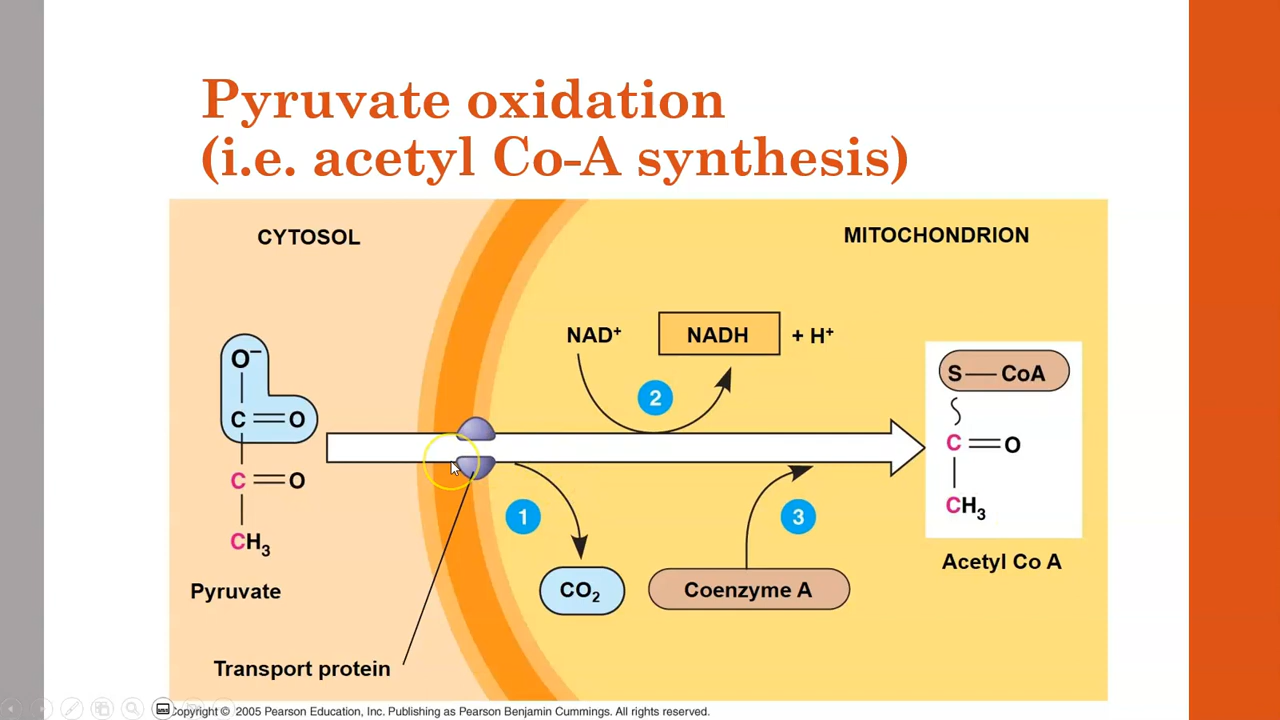 Pyruvate oxidation
(i.e. acetyl Co-A synthesis)
CYTOSOL
MITOCHONDRION
NAD⁺
NADH
+ H⁺
O⁻
C=O
C=O
CH₃
Pyruvate
2
1
3
CO₂
Coenzyme A
S—CoA
C=O
CH₃
Acetyl Co A
Transport protein
Copyright © 2005 Pearson Education, Inc. Publishing as Pearson Benjamin Cummings. All rights reserved.